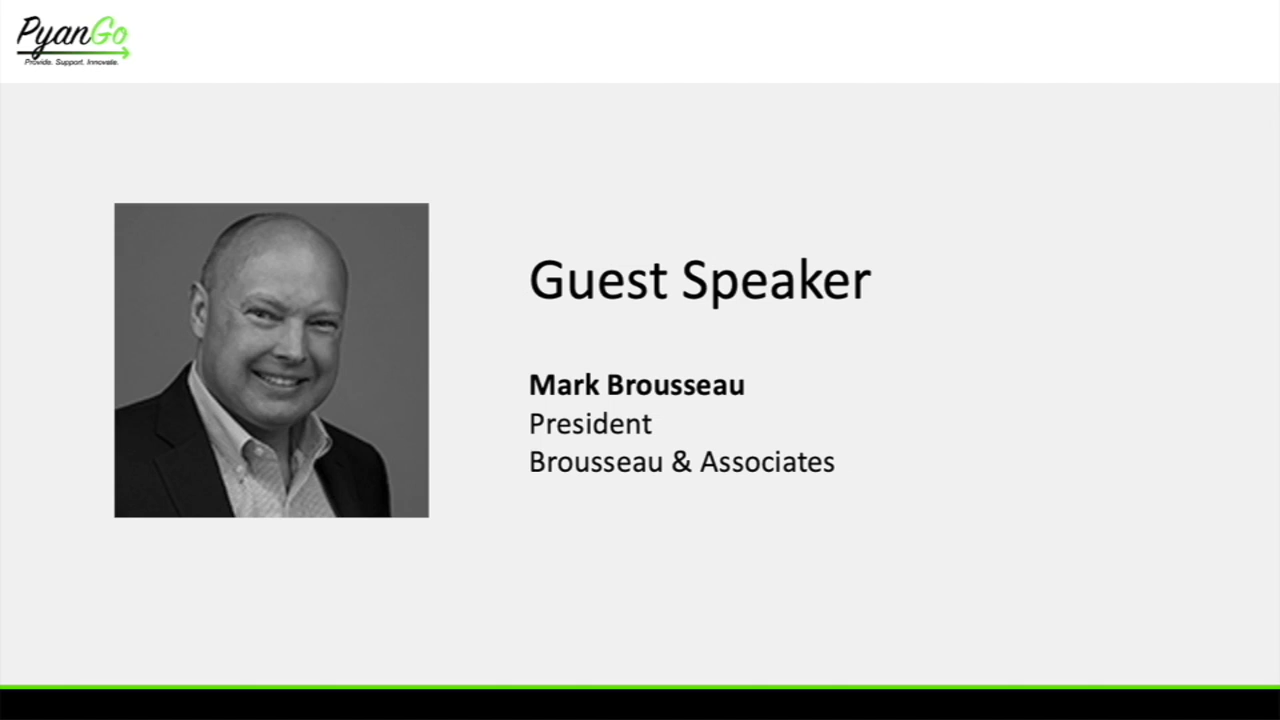 PyanGo
Provide. Support. Innovate.
Guest Speaker
Mark Brousseau
President
Brousseau & Associates